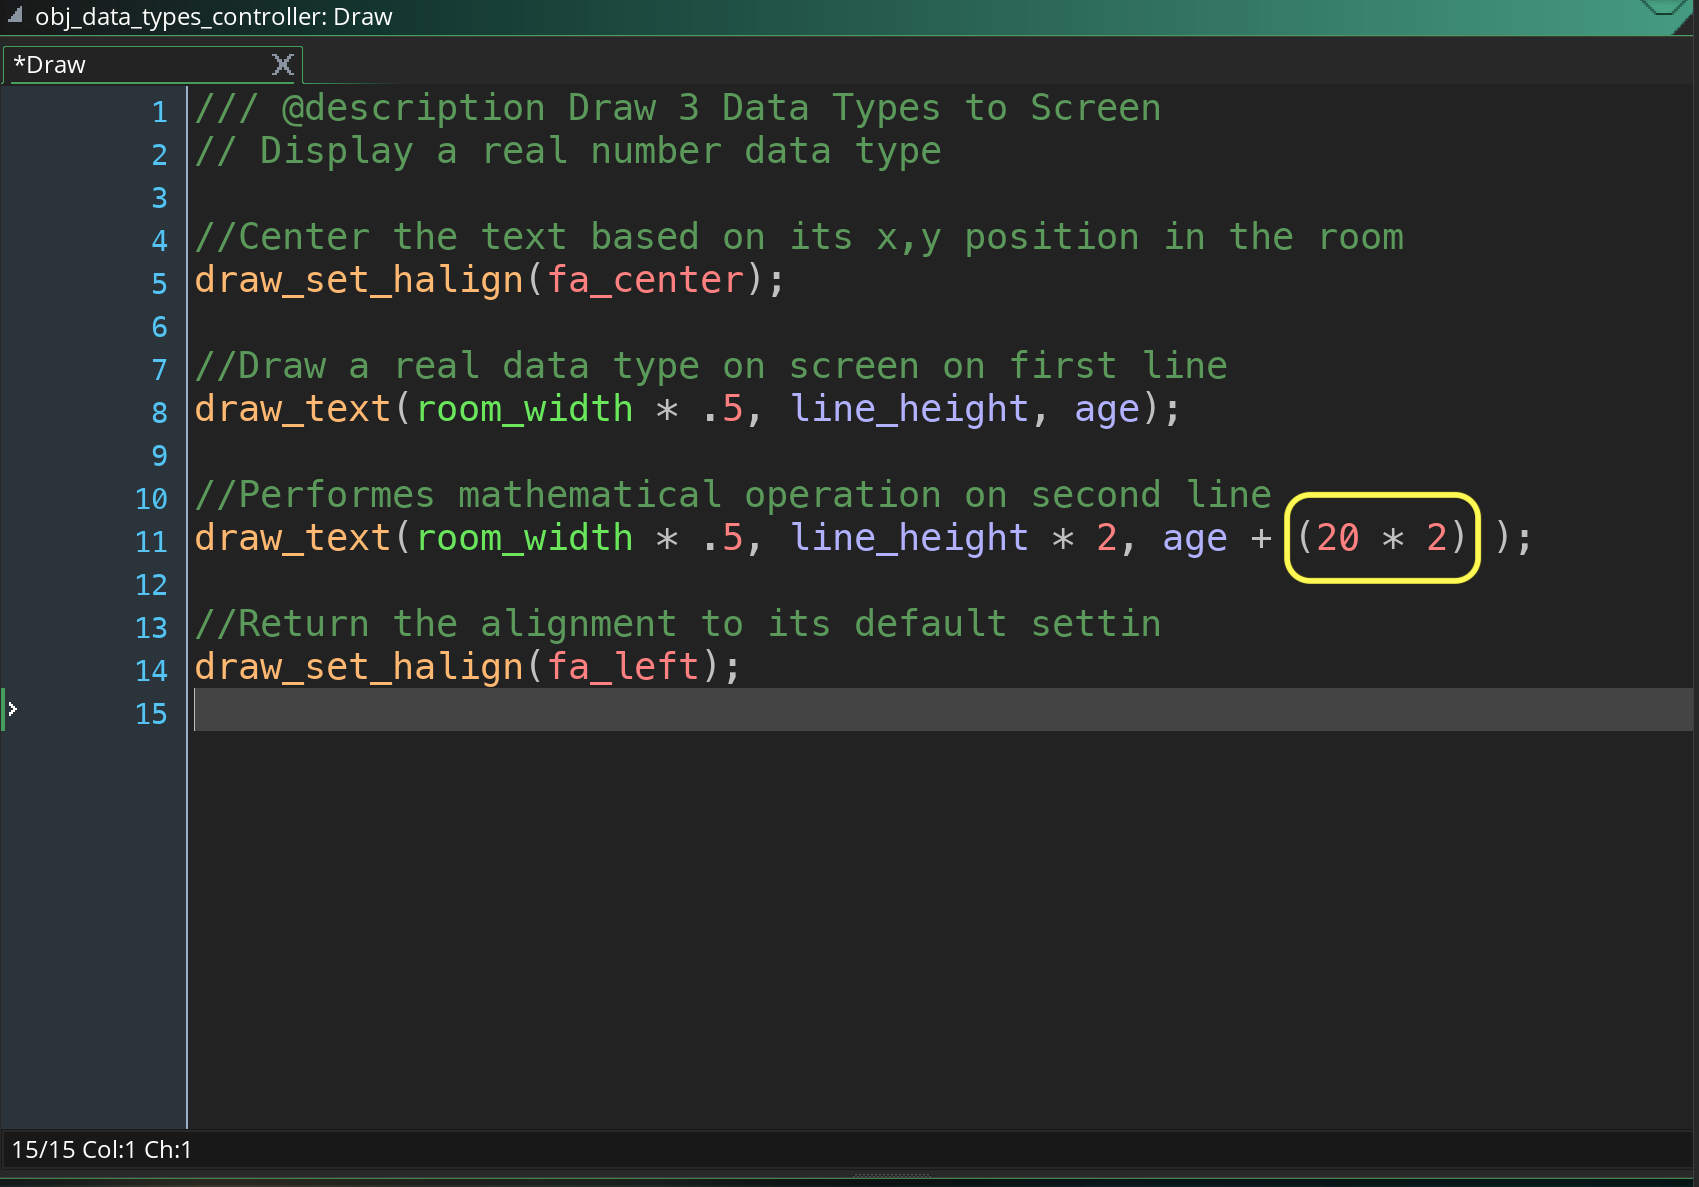 obj_data_types_controller: Draw
*Draw
1 /// @description Draw 3 Data Types to Screen
2 // Display a real number data type
3
4 //Center the text based on its x,y position in the room
5 draw_set_halign(fa_center);
6
7 //Draw a real data type on screen on first line
8 draw_text(room_width * .5, line_height, age);
9
10 //Performes mathematical operation on second line
11 draw_text(room_width * .5, line_height * 2, age + (20 * 2) );
12
13 //Return the alignment to its default settin
14 draw_set_halign(fa_left);
15
15/15 Col:1 Ch:1